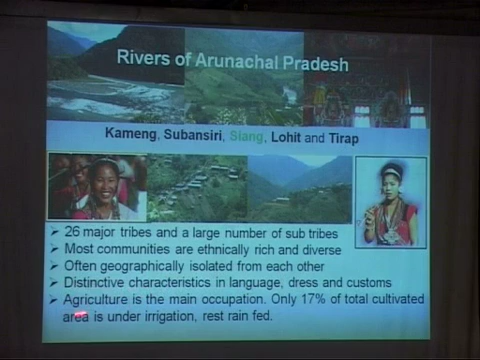 Rivers of Arunachal Pradesh
Kameng, Subansiri, Siang, Lohit and Tirap
➢ 26 major tribes and a large number of sub tribes
➢ Most communities are ethnically rich and diverse
➢ Often geographically isolated from each other
➢ Distinctive characteristics in language, dress and customs
➢ Agriculture is the main occupation. Only 17% of total cultivated
area is under irrigation, rest rain fed.